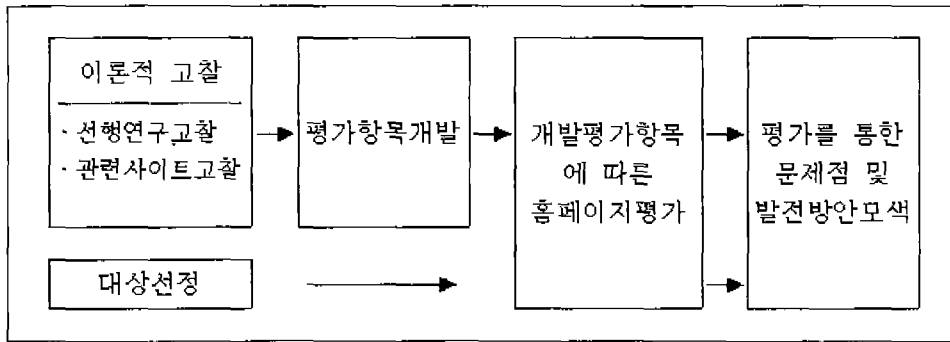 이론적 고찰
· 선행연구고찰
· 관련사이트고찰
평가항목개발
개발평가항목
에 따른
홈페이지평가
평가를 통한
문제점 및
발전방안모색
대상선정